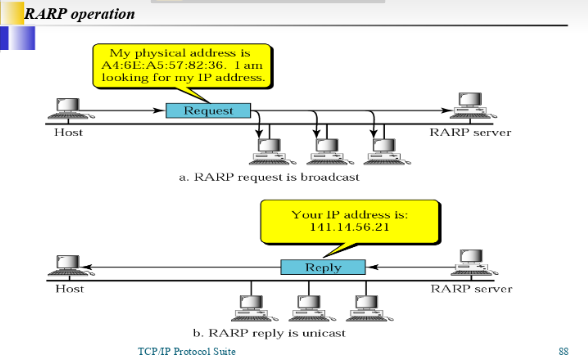 RARP operation
My physical address is
A4:6E:A5:57:82:36. I am
looking for my IP address.
Request
Host
RARP server
a. RARP request is broadcast
Your IP address is:
141.14.56.21
Reply
Host
RARP server
b. RARP reply is unicast
TCP/IP Protocol Suite
88